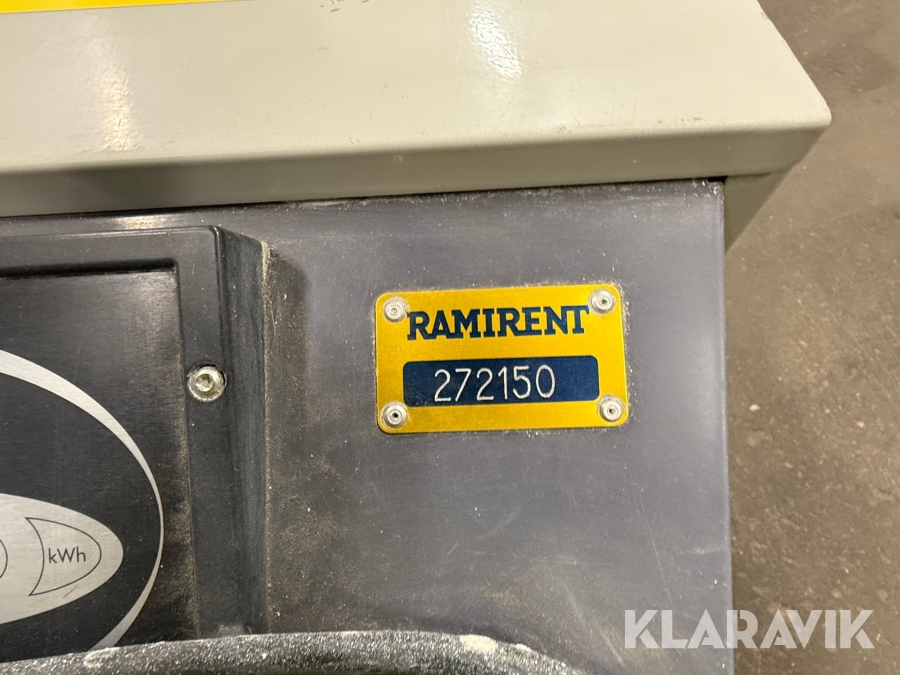 RAMIRENT
272150
kWh
KLARAVIK